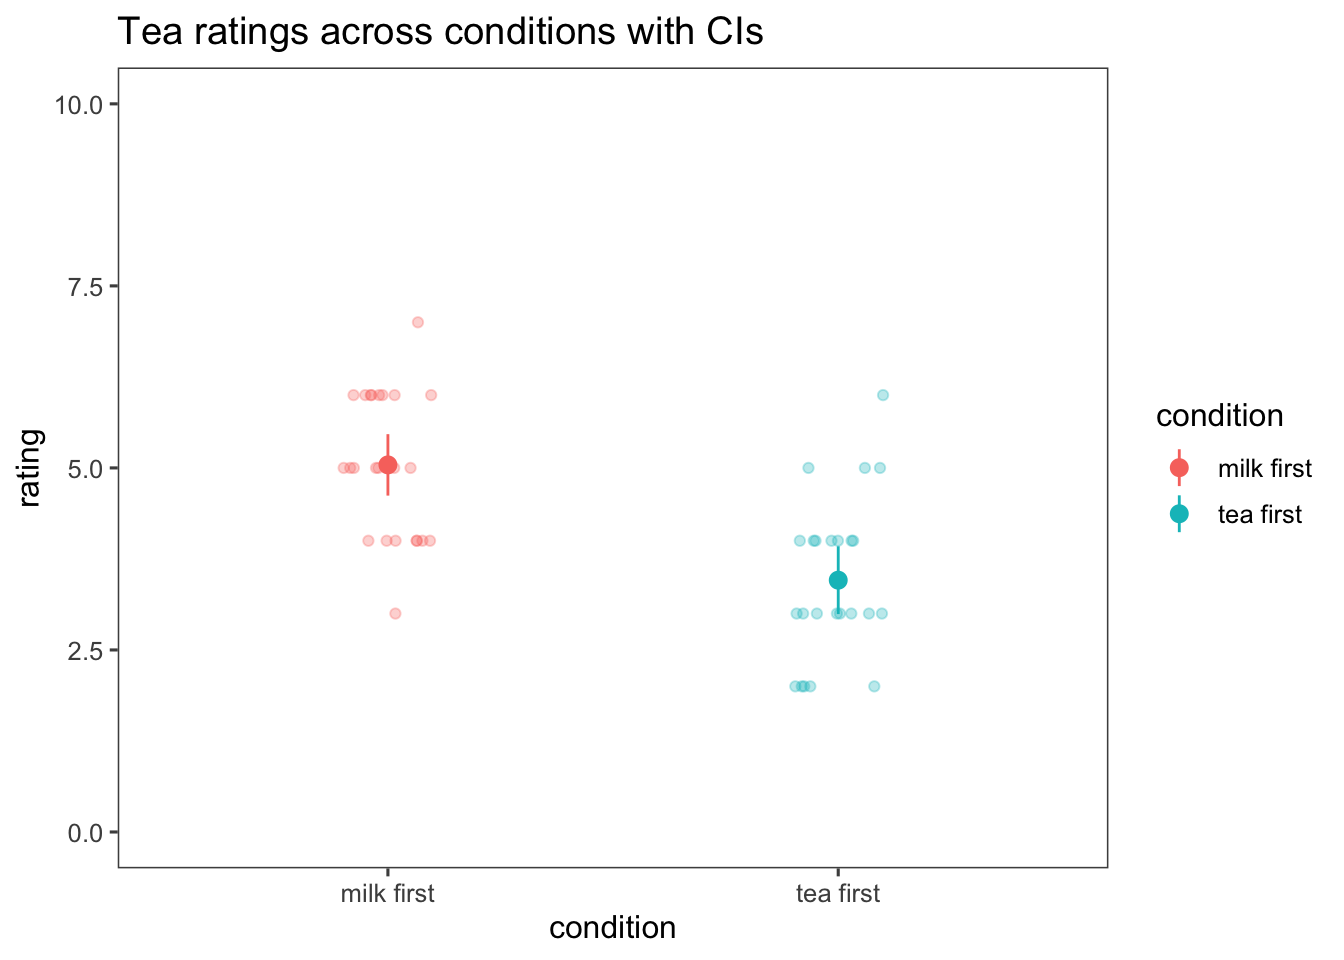 Tea ratings across conditions with CIs
10.0
7.5
5.0
2.5
0.0
rating
milk first
tea first
condition
condition
milk first
tea first